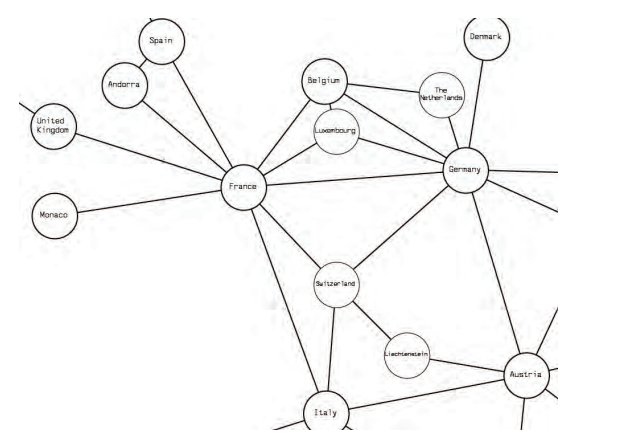 Spain
Denmark
Andorra
Belgium
The
Netherlands
United
Kingdom
Luxembourg
Germany
France
Monaco
Switzerland
Liechtenstein
Austria
Italy